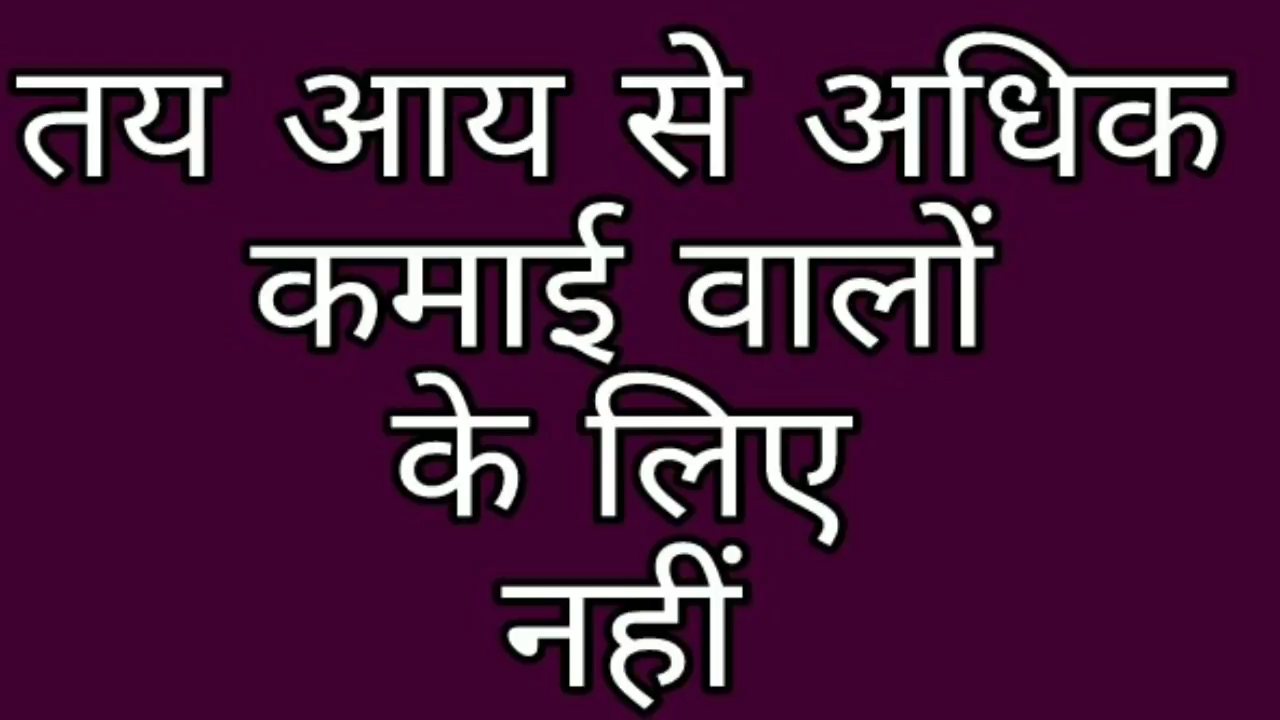 तय आय से अधिक
कमाई वालों
के लिए
नहीं